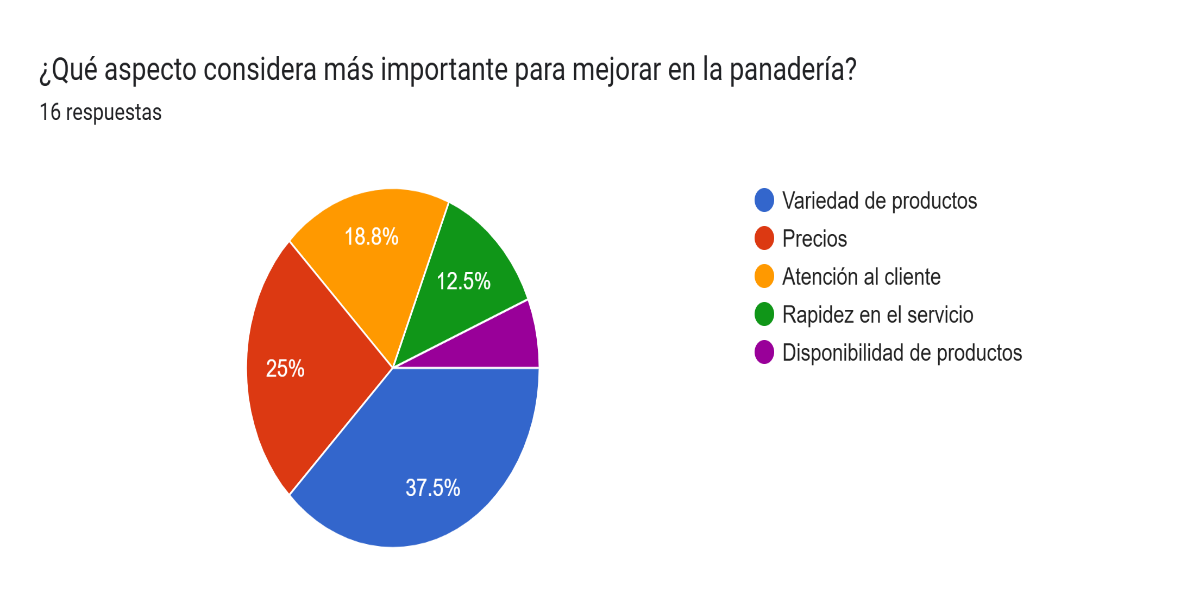 ¿Qué aspecto considera más importante para mejorar en la panadería?
16 respuestas
18.8%
12.5%
25%
37.5%
Variedad de productos
Precios
Atención al cliente
Rapidez en el servicio
Disponibilidad de productos